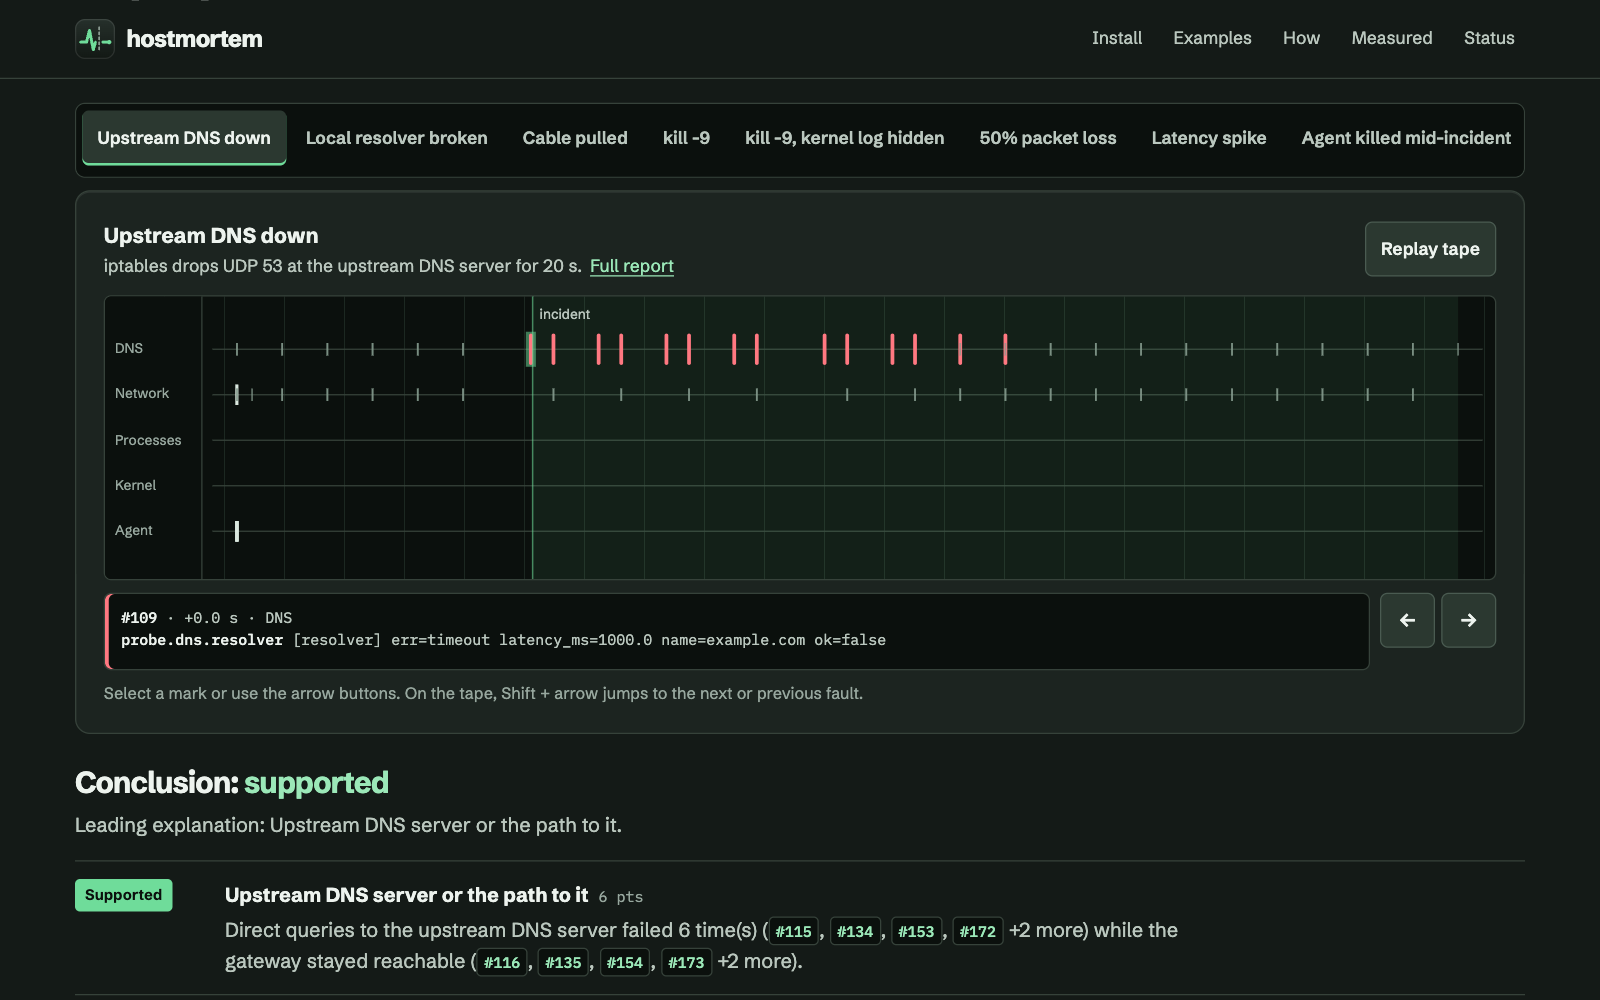 hostmortem
Install Examples How Measured Status
Upstream DNS down Local resolver broken Cable pulled kill -9 kill -9, kernel log hidden 50% packet loss Latency spike Agent killed mid-incident
Upstream DNS down
iptables drops UDP 53 at the upstream DNS server for 20 s. Full report
Replay tape
incident
DNS
Network
Processes
Kernel
Agent
#109 · +0.0 s · DNS
probe.dns.resolver [resolver] err=timeout latency_ms=1000.0 name=example.com ok=false
← →
Select a mark or use the arrow buttons. On the tape, Shift + arrow jumps to the next or previous fault.
Conclusion: supported
Leading explanation: Upstream DNS server or the path to it.
Supported
Upstream DNS server or the path to it 6 pts
Direct queries to the upstream DNS server failed 6 time(s) (#115, #134, #153, #172 +2 more) while the
gateway stayed reachable (#116, #135, #154, #173 +2 more).